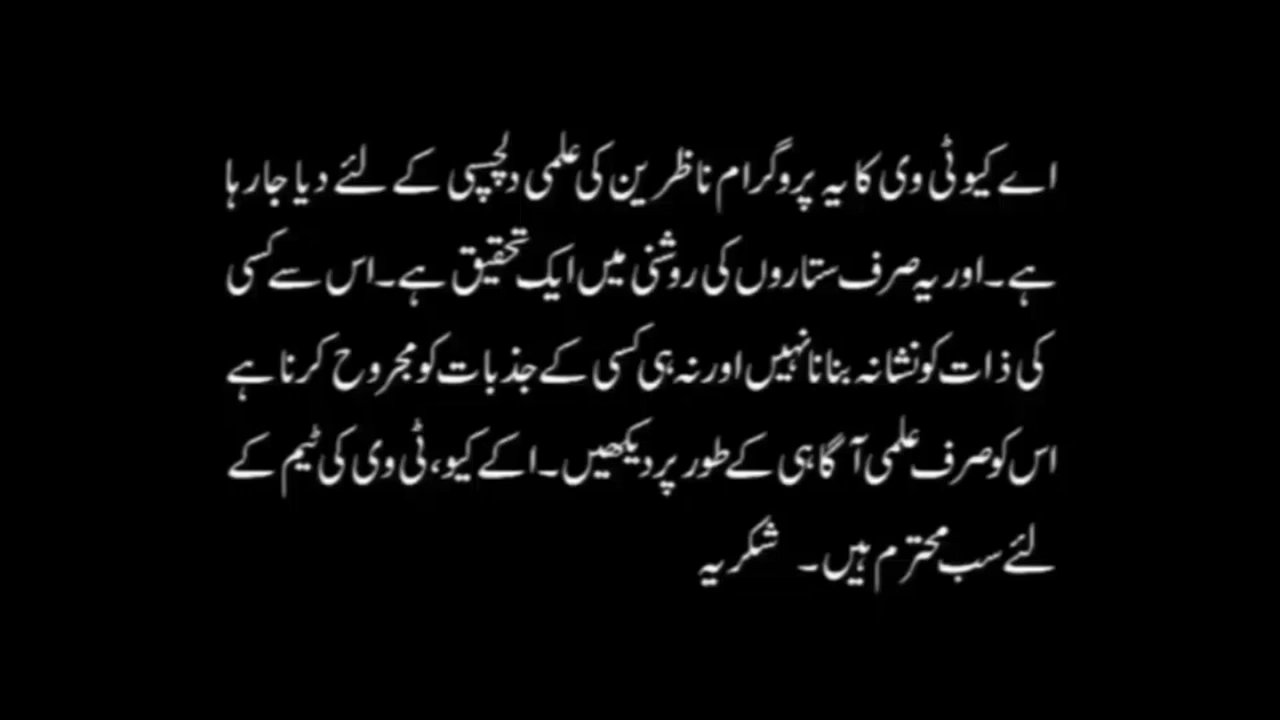 اے کیو ٹی وی کا یہ پروگرام ناظرین کی علمی دلچسپی کے لئے دیا جارہا
ہے۔ اور یہ صرف ستاروں کی روشنی میں ایک تحقیق ہے۔ اس سے کسی
کی ذات کو نشانہ بنانا نہیں اور نہ ہی کسی کے جذبات کو مجروح کرنا ہے
اس کو صرف علمی آگاہی کے طور پر دیکھیں۔ اکے کیو، ٹی وی کی ٹیم کے
لئے سب محترم ہیں۔ شکریہ